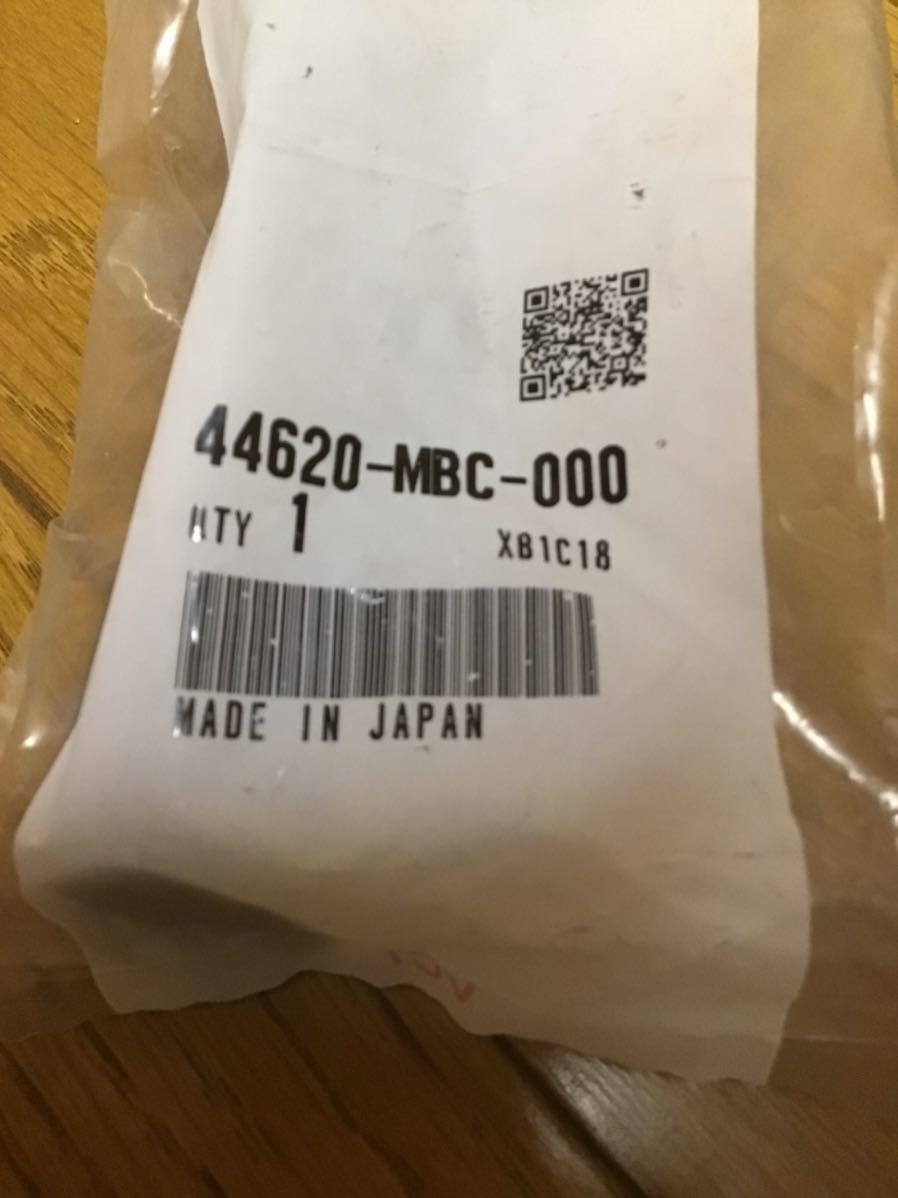 44620-MBC-000
QTY 1 XB1C18
MADE IN JAPAN